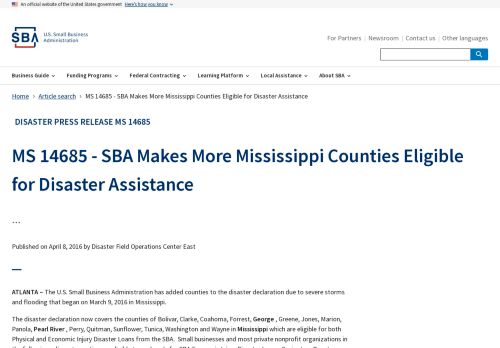 An official website of the United States government Here's how you know
SBA U.S. Small Business
Administration
For Partners | Newsroom | Contact us | Other languages
Business Guide Funding Programs Federal Contracting Learning Platform Local Assistance About SBA
Home › Article search › MS 14685 - SBA Makes More Mississippi Counties Eligible for Disaster Assistance
DISASTER PRESS RELEASE MS 14685
MS 14685 - SBA Makes More Mississippi Counties Eligible
for Disaster Assistance
...
Published on April 8, 2016 by Disaster Field Operations Center East
ATLANTA – The U.S. Small Business Administration has added counties to the disaster declaration due to severe storms
and flooding that began on March 9, 2016 in Mississippi.
The disaster declaration now covers the counties of Bolivar, Clarke, Coahoma, Forrest, George , Greene, Jones, Marion,
Panola, Pearl River , Perry, Quitman, Sunflower, Tunica, Washington and Wayne in Mississippi which are eligible for both
Physical and Economic Injury Disaster Loans from the SBA. Small businesses and most private nonprofit organizations in